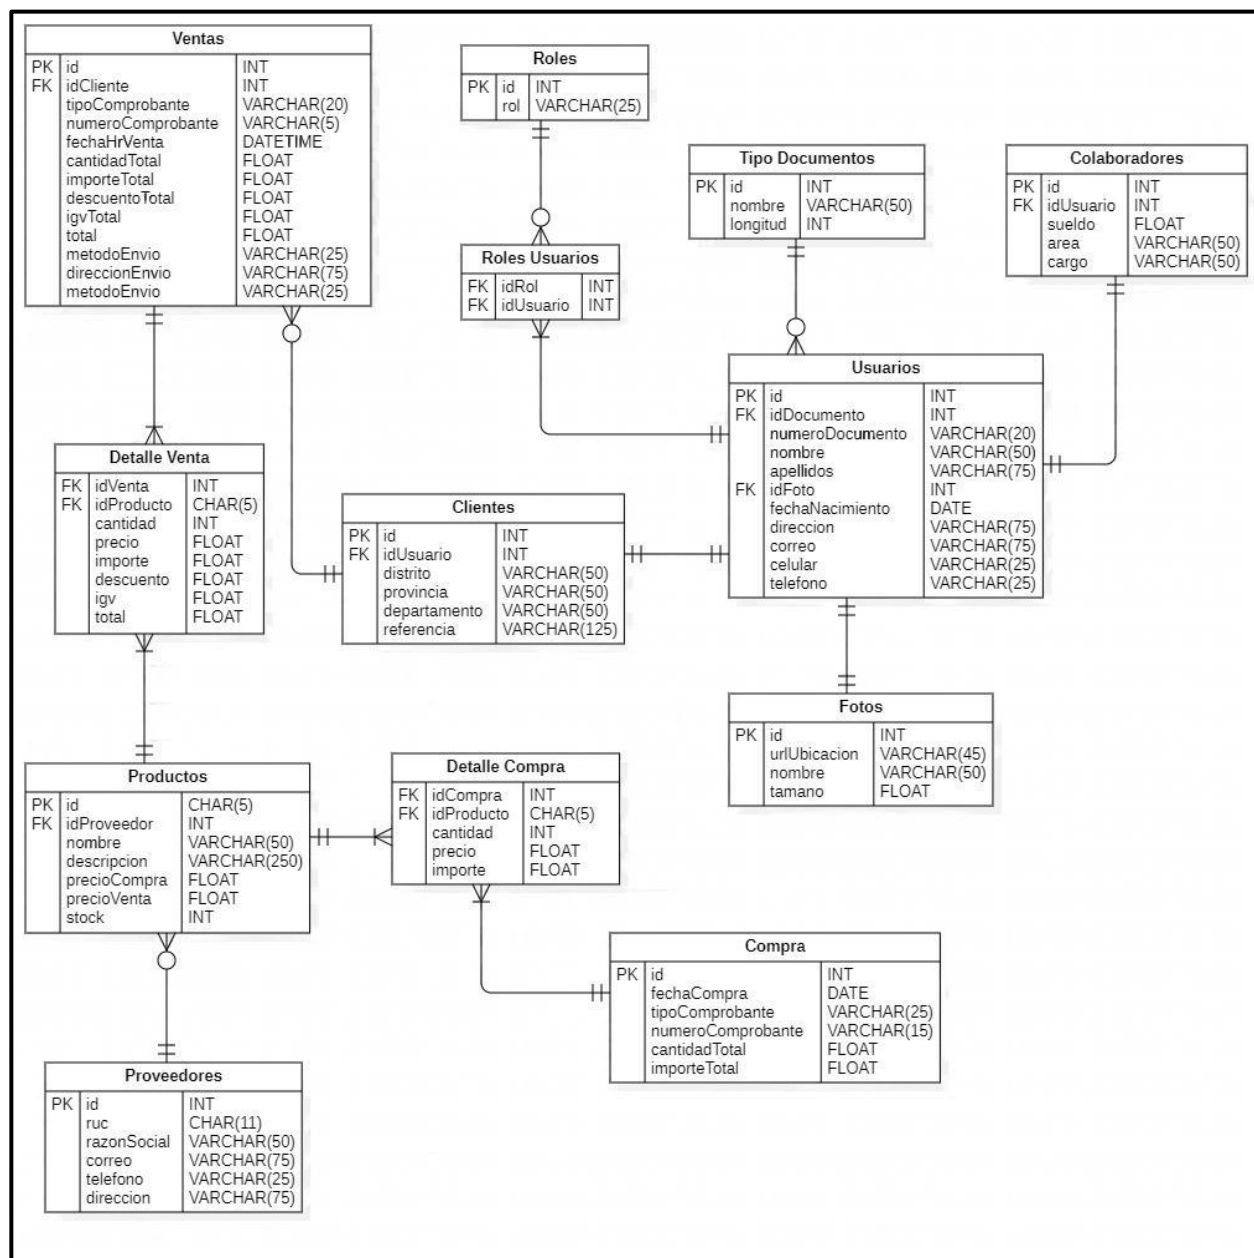 Ventas
PK id INT
FK idCliente INT
tipoComprobante VARCHAR(20)
numeroComprobante VARCHAR(5)
fechaHrVenta DATETIME
cantidadTotal FLOAT
importeTotal FLOAT
descuentoTotal FLOAT
igvTotal FLOAT
total FLOAT
metodoEnvio VARCHAR(25)
direccionEnvio VARCHAR(75)
metodoEnvio VARCHAR(25)
Roles
PK id INT
rol VARCHAR(25)
Tipo Documentos
PK id INT
nombre VARCHAR(50)
longitud INT
Colaboradores
PK id INT
FK idUsuario INT
sueldo FLOAT
area VARCHAR(50)
cargo VARCHAR(50)
Roles Usuarios
FK idRol INT
FK idUsuario INT
Usuarios
PK id INT
FK idDocumento INT
numeroDocumento VARCHAR(20)
nombre VARCHAR(50)
apellidos VARCHAR(75)
FK idFoto INT
fechaNacimiento DATE
direccion VARCHAR(75)
correo VARCHAR(75)
celular VARCHAR(25)
telefono VARCHAR(25)
Detalle Venta
FK idVenta INT
FK idProducto CHAR(5)
cantidad INT
precio FLOAT
importe FLOAT
descuento FLOAT
igv FLOAT
total FLOAT
Clientes
PK id INT
FK idUsuario INT
distrito VARCHAR(50)
provincia VARCHAR(50)
departamento VARCHAR(50)
referencia VARCHAR(125)
Fotos
PK id INT
urlUbicacion VARCHAR(45)
nombre VARCHAR(50)
tamano FLOAT
Productos
PK id CHAR(5)
FK idProveedor INT
nombre VARCHAR(50)
descripcion VARCHAR(250)
precioCompra FLOAT
precioVenta FLOAT
stock INT
Detalle Compra
FK idCompra INT
FK idProducto CHAR(5)
cantidad INT
precio FLOAT
importe FLOAT
Compra
PK id INT
fechaCompra DATE
tipoComprobante VARCHAR(25)
numeroComprobante VARCHAR(15)
cantidadTotal FLOAT
importeTotal FLOAT
Proveedores
PK id INT
ruc CHAR(11)
razonSocial VARCHAR(50)
correo VARCHAR(75)
telefono VARCHAR(25)
direccion VARCHAR(75)